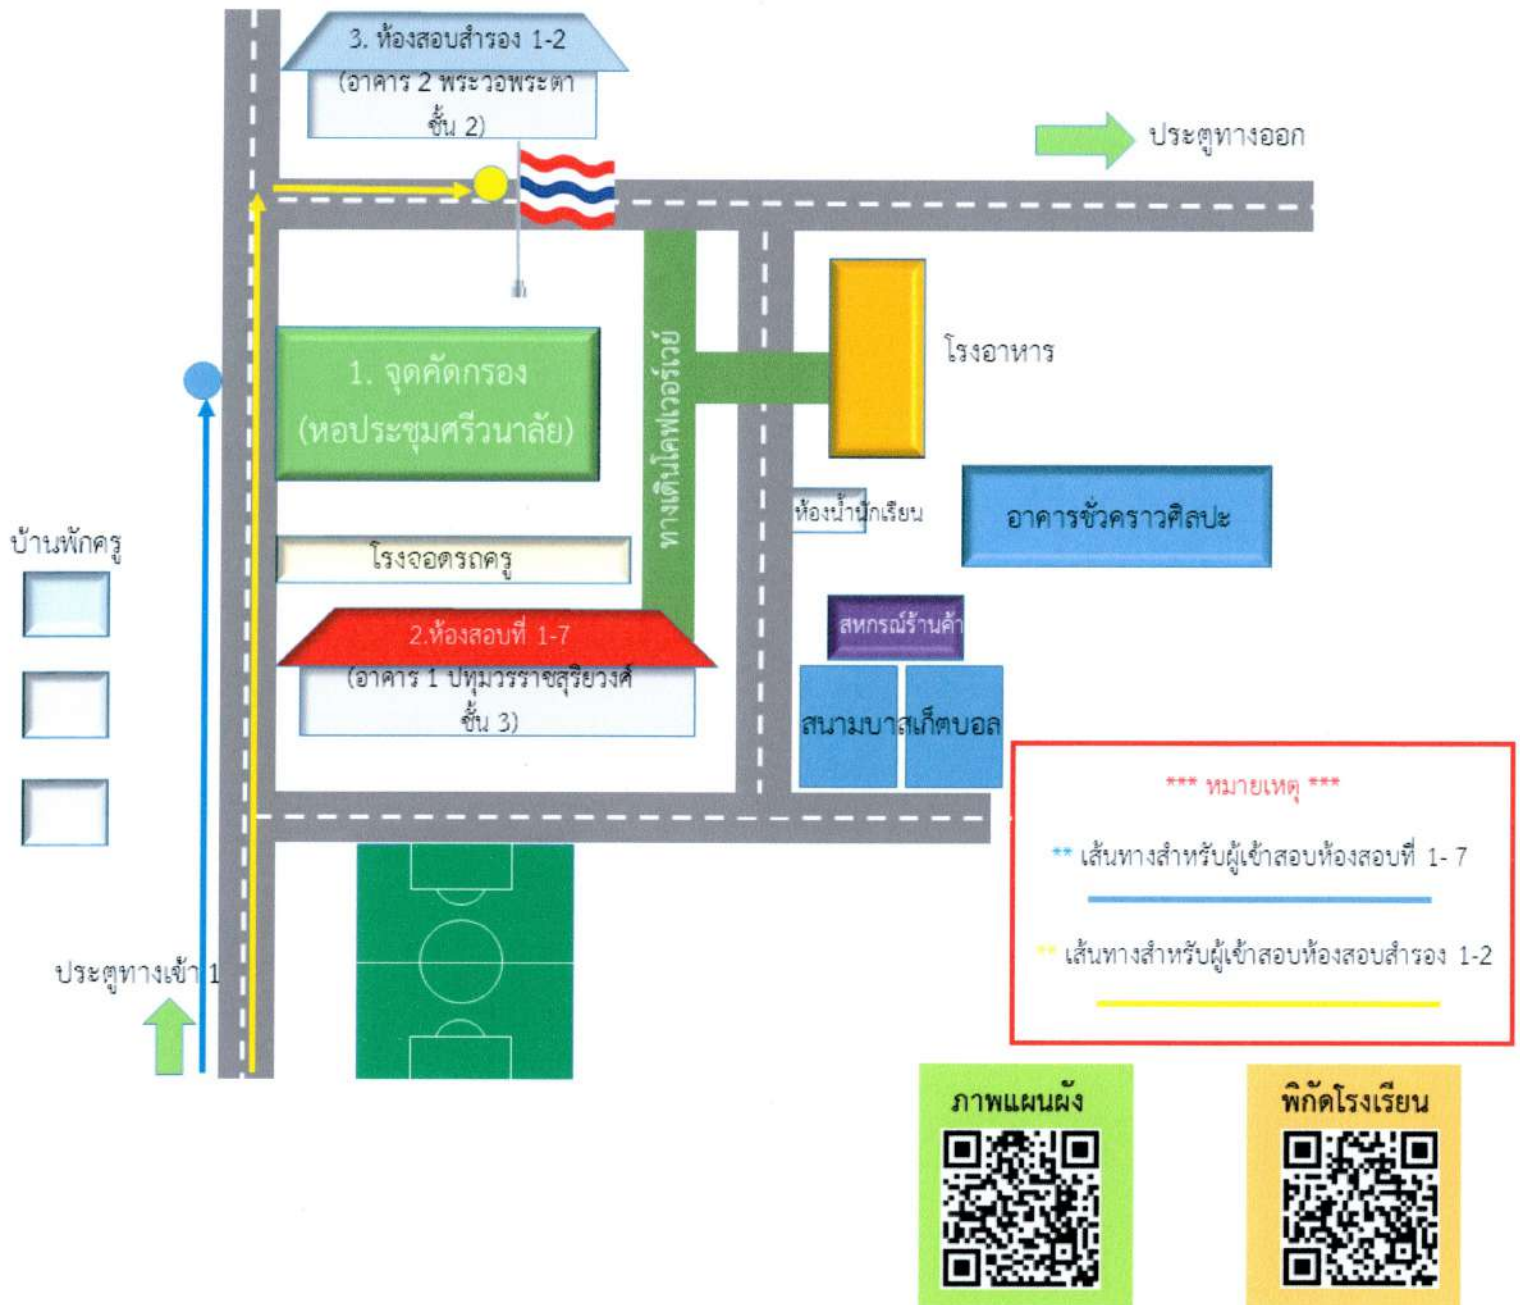 3. ห้องสอบสำรอง 1-2
(อาคาร 2 พระวอพระตา
ชั้น 2)
ประตูทางออก
1. จุดคัดกรอง
(หอประชุมศรีวนาลัย)
ทางเดินโคฟเวอร์เวย์
โรงอาหาร
ห้องน้ำนักเรียน
อาคารชั่วคราวศิลปะ
บ้านพักครู
โรงจอดรถครู
2.ห้องสอบที่ 1-7
(อาคาร 1 ปทุมวรราชสุริยวงศ์
ชั้น 3)
สหกรณ์ร้านค้า
สนามบาสเก็ตบอล
*** หมายเหตุ ***
** เส้นทางสำหรับผู้เข้าสอบห้องสอบที่ 1- 7
** เส้นทางสำหรับผู้เข้าสอบห้องสอบสำรอง 1-2
ประตูทางเข้า 1
ภาพแผนผัง
พิกัดโรงเรียน